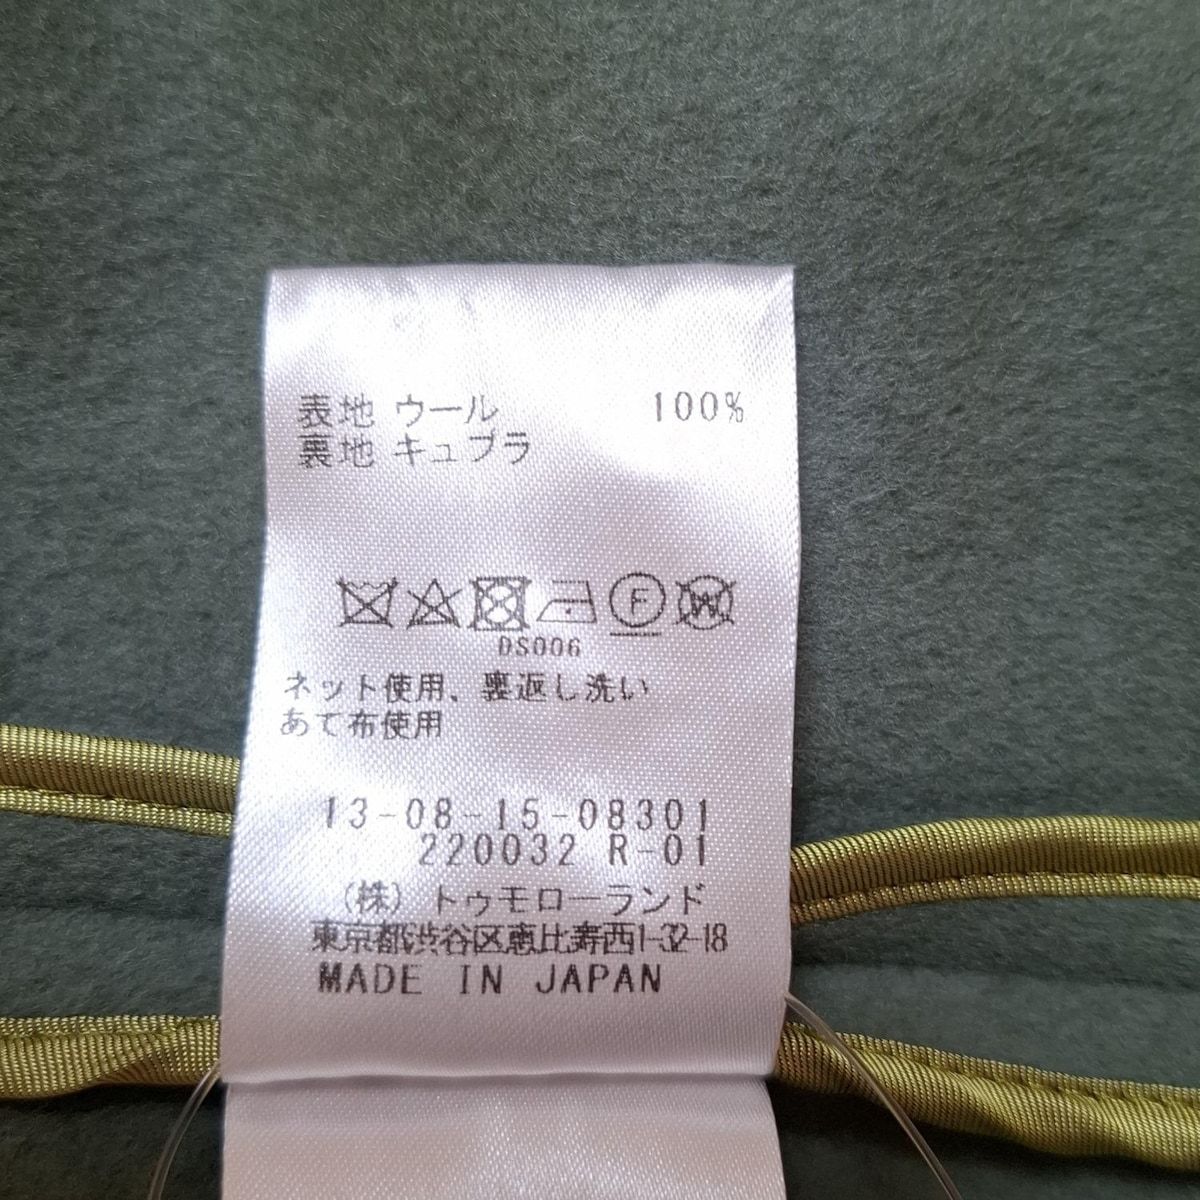 表地 ウール 100%
裏地 キュプラ
F
W
DS006
ネット使用、裏返し洗い
あて布使用
13-08-15-08301
220032 R-01
(株) トゥモローランド
東京都渋谷区恵比寿西1-32-18
MADE IN JAPAN